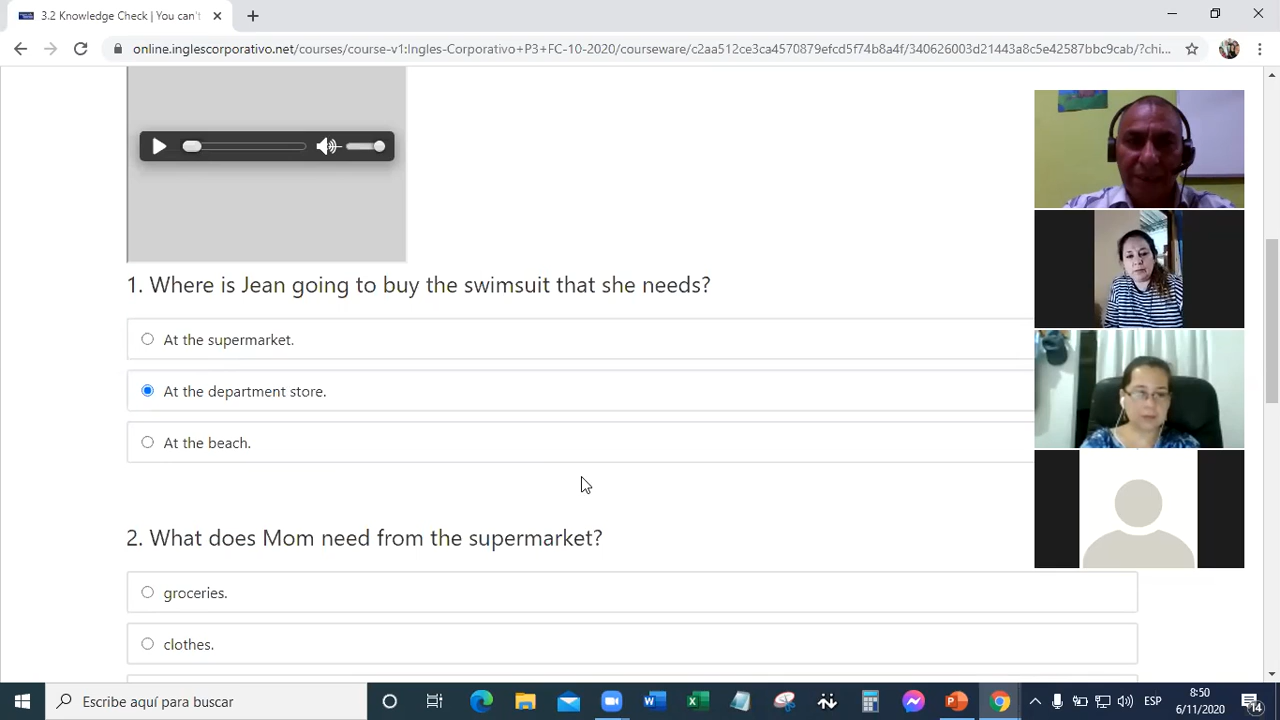 3.2 Knowledge Check | You can't
online.inglescorporativo.net/courses/course-v1:Ingles-Corporativo+P3+FC-10-2020/courseware/c2aa512ce3ca4570879efcd5f74b8a4f/340626003d21443a8c5e42587bbc9cab/?chi...
1. Where is Jean going to buy the swimsuit that she needs?
At the supermarket.
At the department store.
At the beach.
2. What does Mom need from the supermarket?
groceries.
clothes.
Escribe aquí para buscar
ESP
8:50
6/11/2020
14